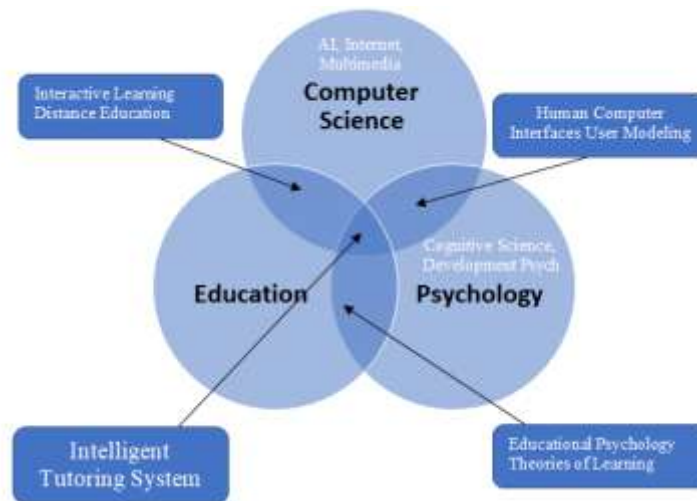 AI, Internet,
Multimedia
Computer
Science
Interactive Learning
Distance Education
Human Computer
Interfaces User Modeling
Cognitive Science,
Development Psych
Education
Psychology
Intelligent
Tutoring System
Educational Psychology
Theories of Learning